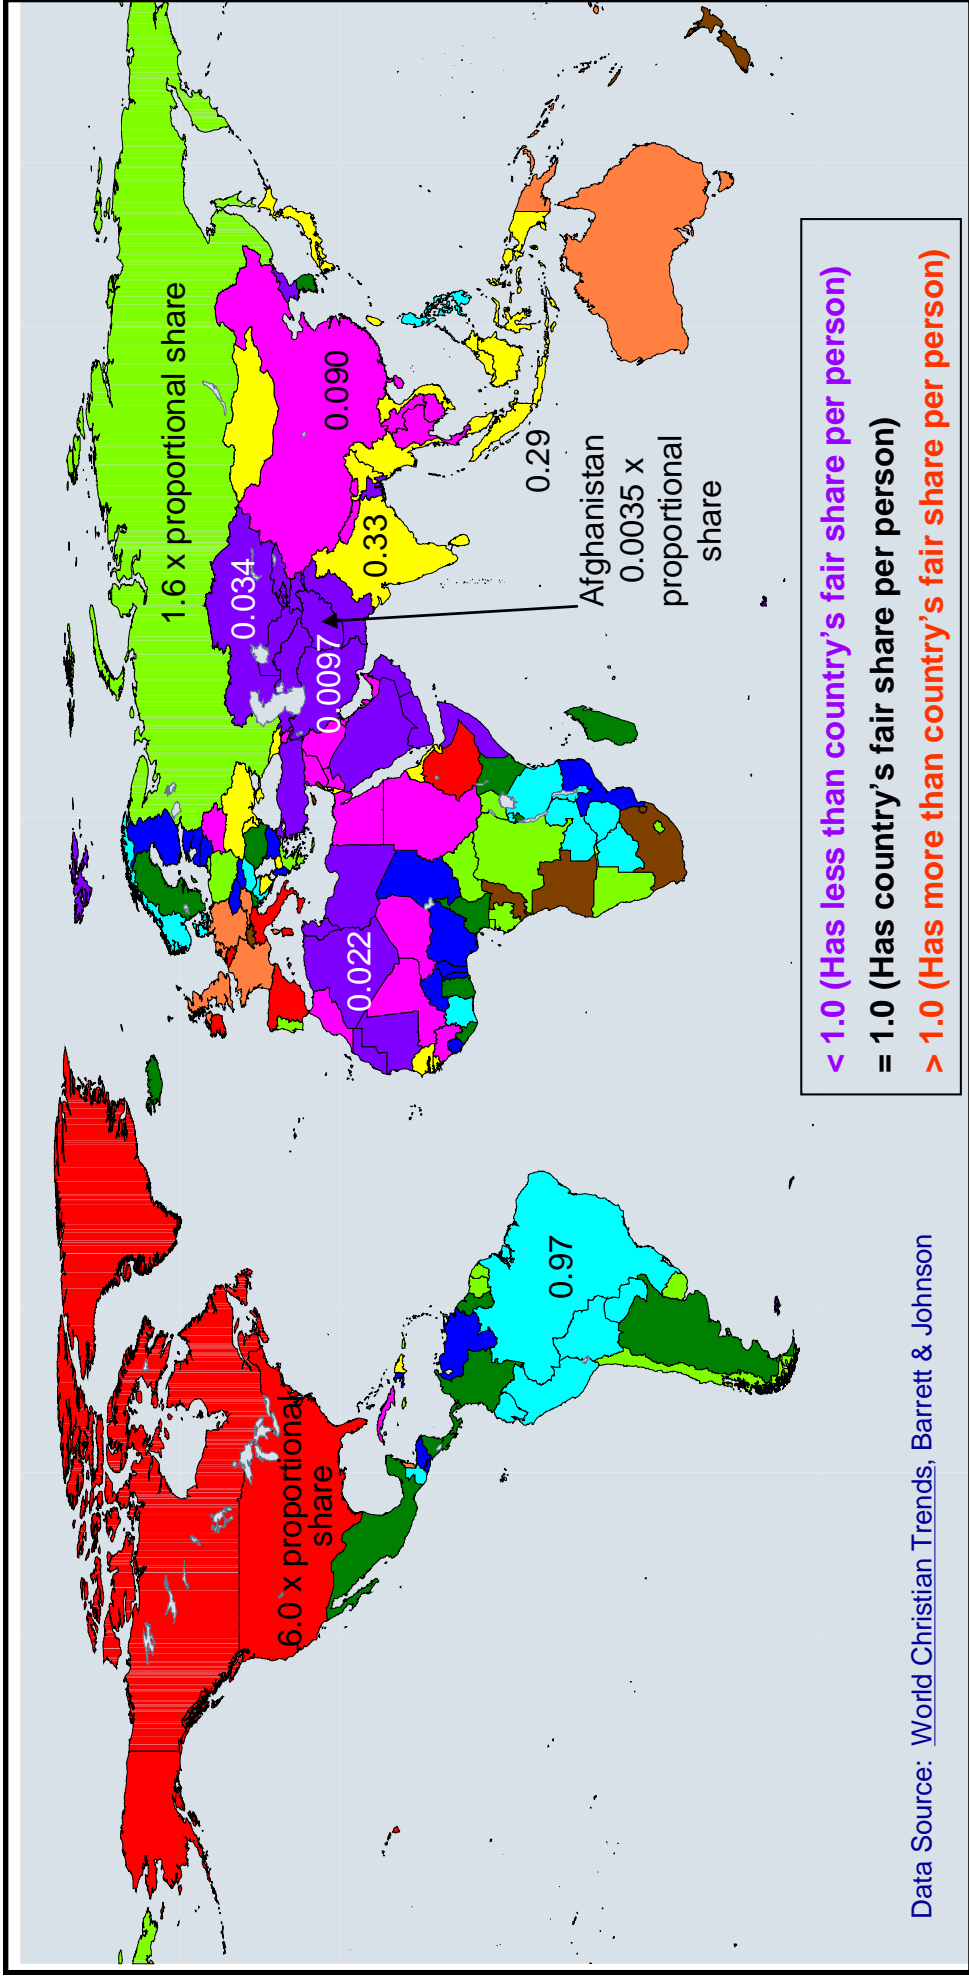 1.6 x proportional share
0.034
0.090
0.0097
0.33
0.022
0.29
Afghanistan
0.0035 x
proportional
share
6.0 x proportional
share
0.97
< 1.0 (Has less than country’s fair share per person)
= 1.0 (Has country’s fair share per person)
> 1.0 (Has more than country’s fair share per person)
Data Source: World Christian Trends, Barrett & Johnson